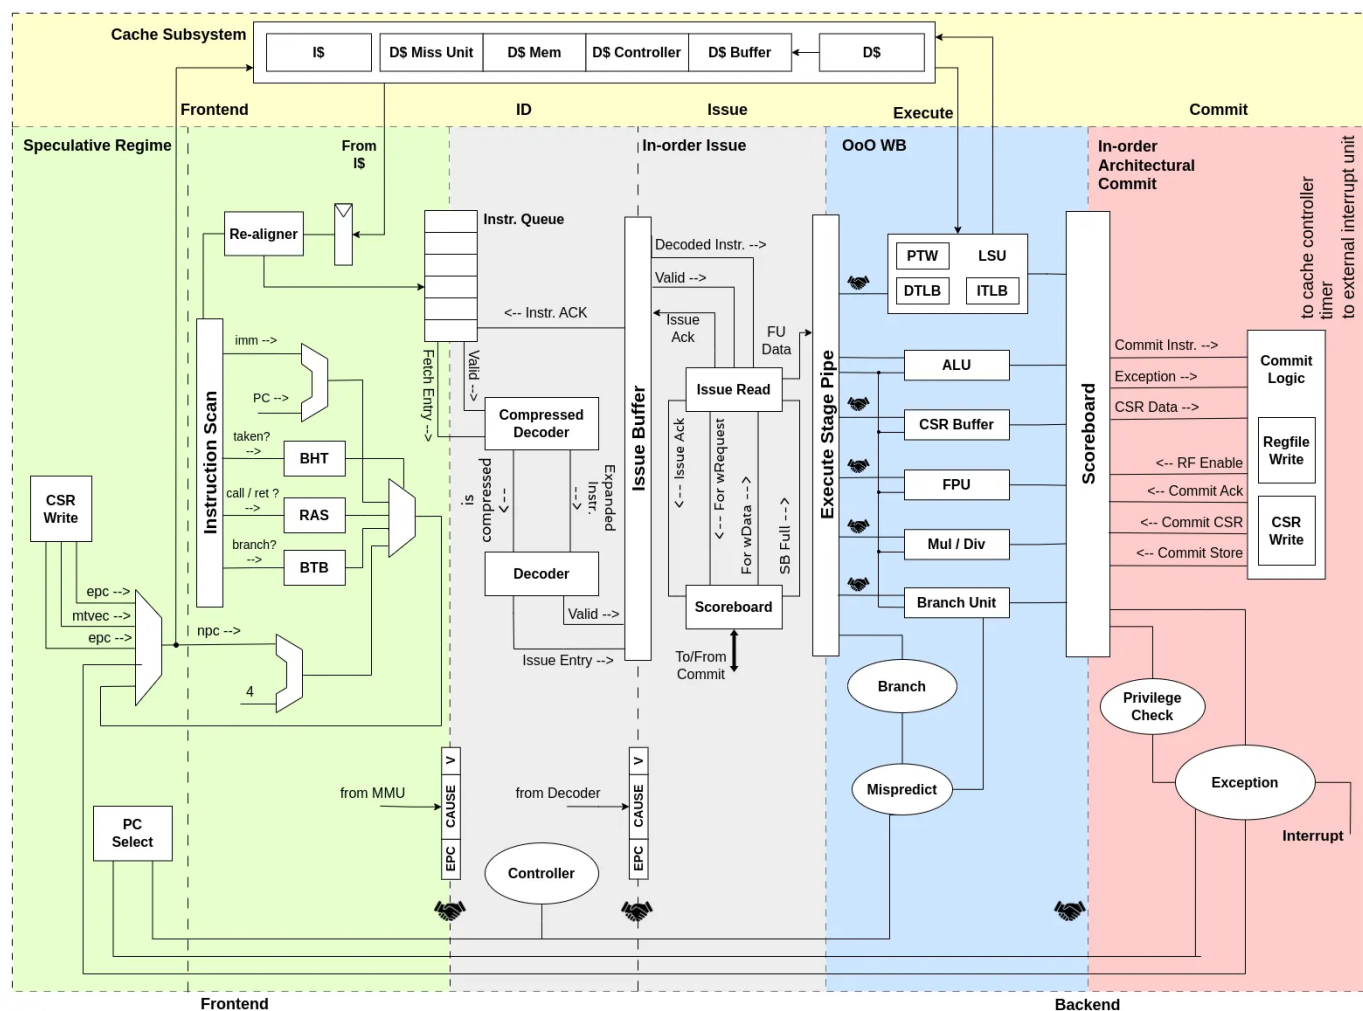 Cache Subsystem
I$
D$ Miss Unit
D$ Mem
D$ Controller
D$ Buffer
D$
Frontend
ID
Issue
Execute
Commit
Speculative Regime
From
I$
In-order Issue
OoO WB
In-order
Architectural
Commit
to cache controller
timer
to external interrupt unit
Re-aligner
Instr. Queue
Decoded Instr. -->
Valid -->
<-- Instr. ACK
Issue
Ack
FU
Data
PTW
LSU
DTLB
ITLB
Instruction Scan
imm -->
PC -->
taken?
-->
BHT
call / ret ?
-->
RAS
branch?
-->
BTB
Fetch Entry -->
Valid -->
Compressed
Decoder
is
compressed
<---
Expanded
Instr.
-->
Decoder
Valid -->
Issue Entry -->
Issue Buffer
Issue Read
<--- Issue Ack
<--- For wRequest
For wData -->
SB Full -->
Scoreboard
To/From
Commit
Execute Stage Pipe
ALU
CSR Buffer
FPU
Mul / Div
Branch Unit
Branch
Mispredict
Scoreboard
Commit Instr. -->
Exception -->
CSR Data -->
<-- RF Enable
<-- Commit Ack
<-- Commit CSR
<-- Commit Store
Commit
Logic
Regfile
Write
CSR
Write
Privilege
Check
Exception
Interrupt
CSR
Write
epc -->
mtvec -->
epc -->
npc -->
4
PC
Select
from MMU
V
CAUSE
EPC
from Decoder
V
CAUSE
EPC
Controller
Frontend
Backend